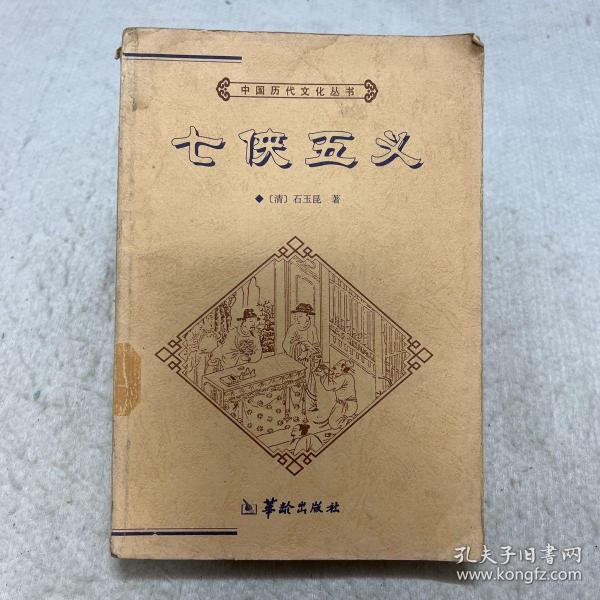 中国历代文化丛书
七侠五义
◆〔清〕石玉昆 著
华龄出版社
孔夫子旧书网
www.kongfz.com